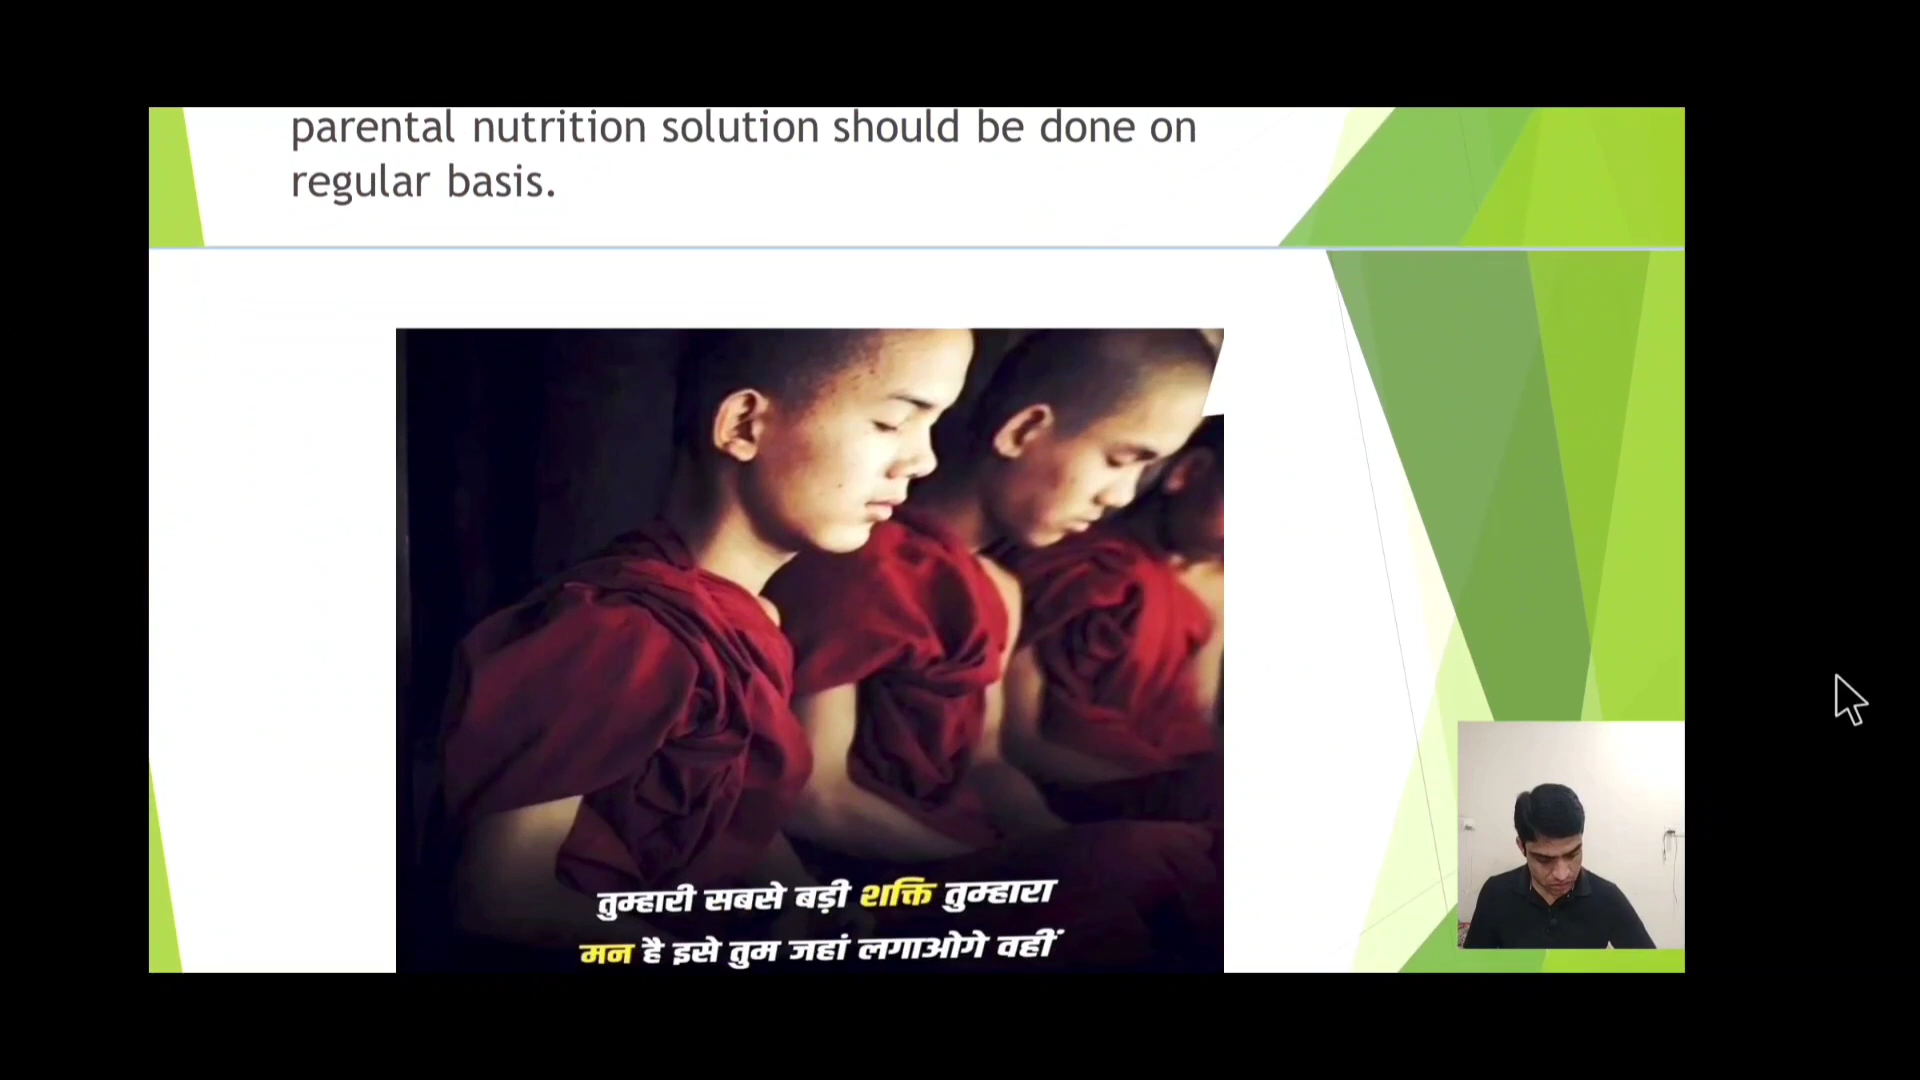 parental nutrition solution should be done on
regular basis.
तुम्हारी सबसे बड़ी शक्ति तुम्हारा
मन है इसे तुम जहां लगाओगे वहीं